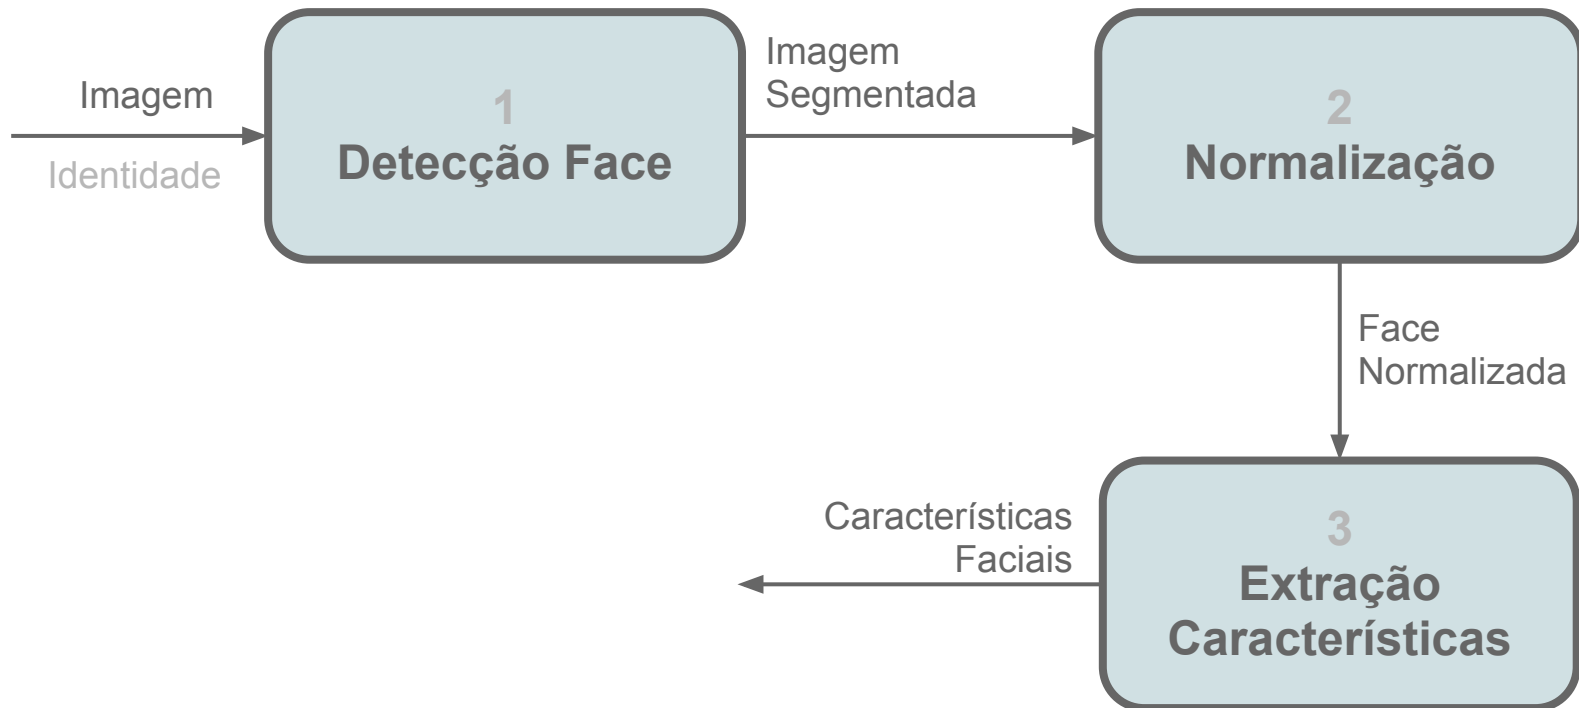 Imagem
Identidade
1
Detecção Face
Imagem
Segmentada
2
Normalização
Face
Normalizada
3
Extração
Características
Características
Faciais